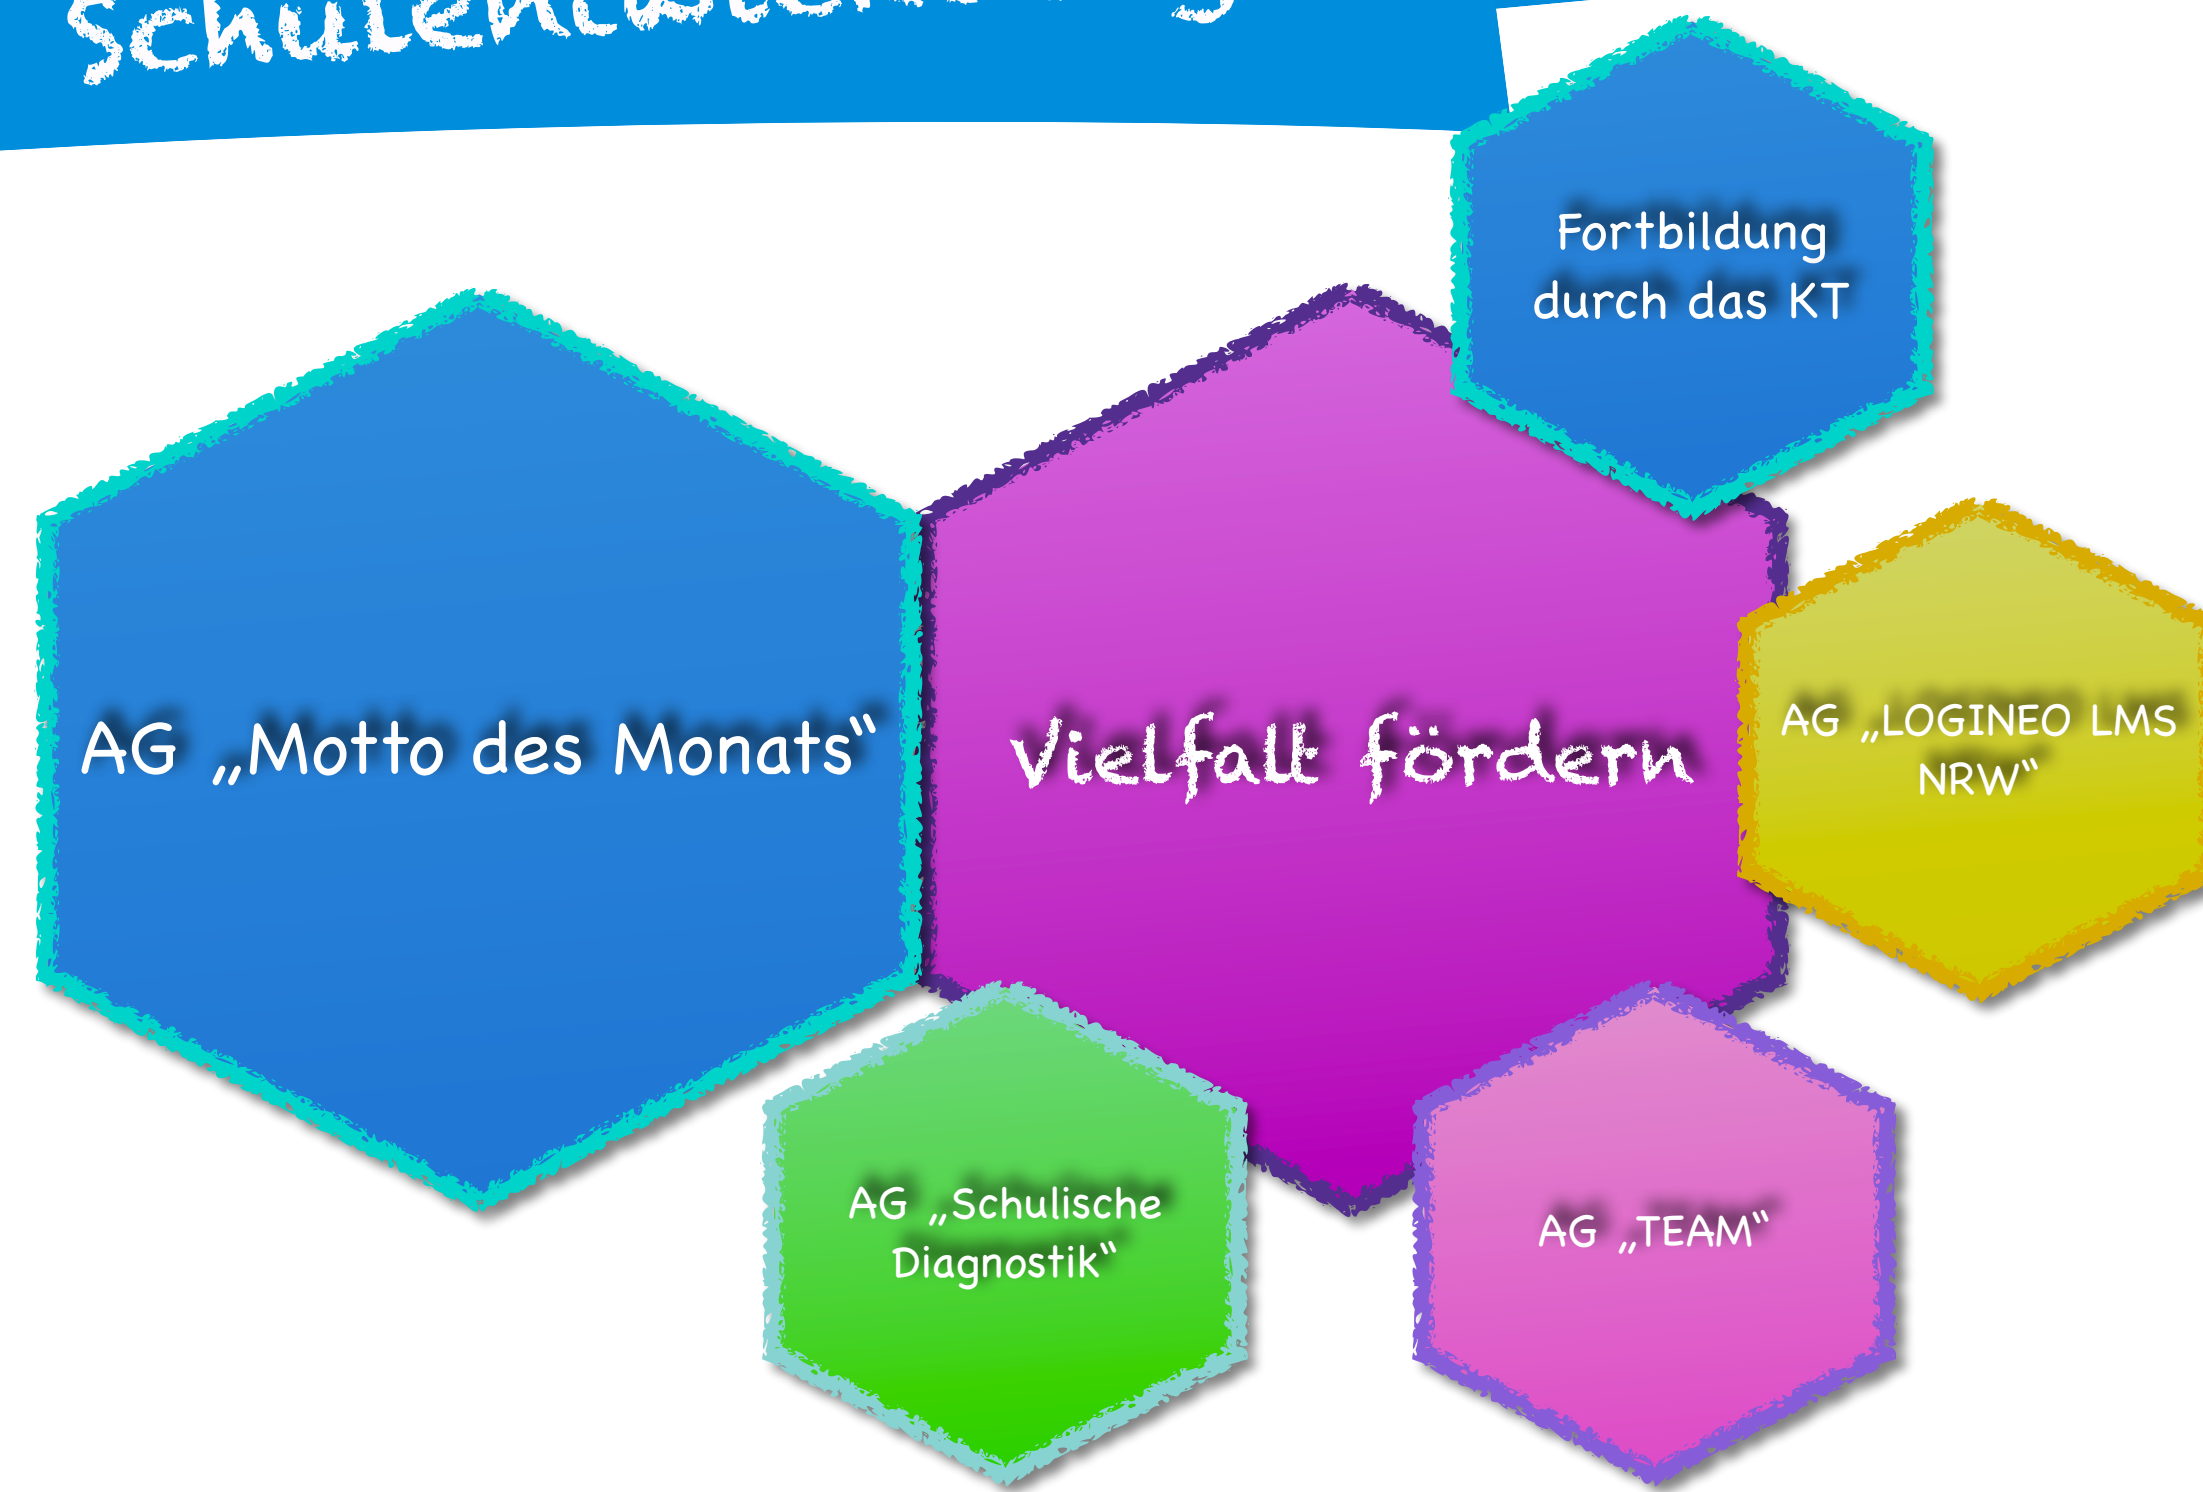 Fortbildung
durch das KT
AG „Motto des Monats“
Vielfalt fördern
AG „LOGINEO LMS
NRW“
AG „Schulische
Diagnostik“
AG „TEAM“